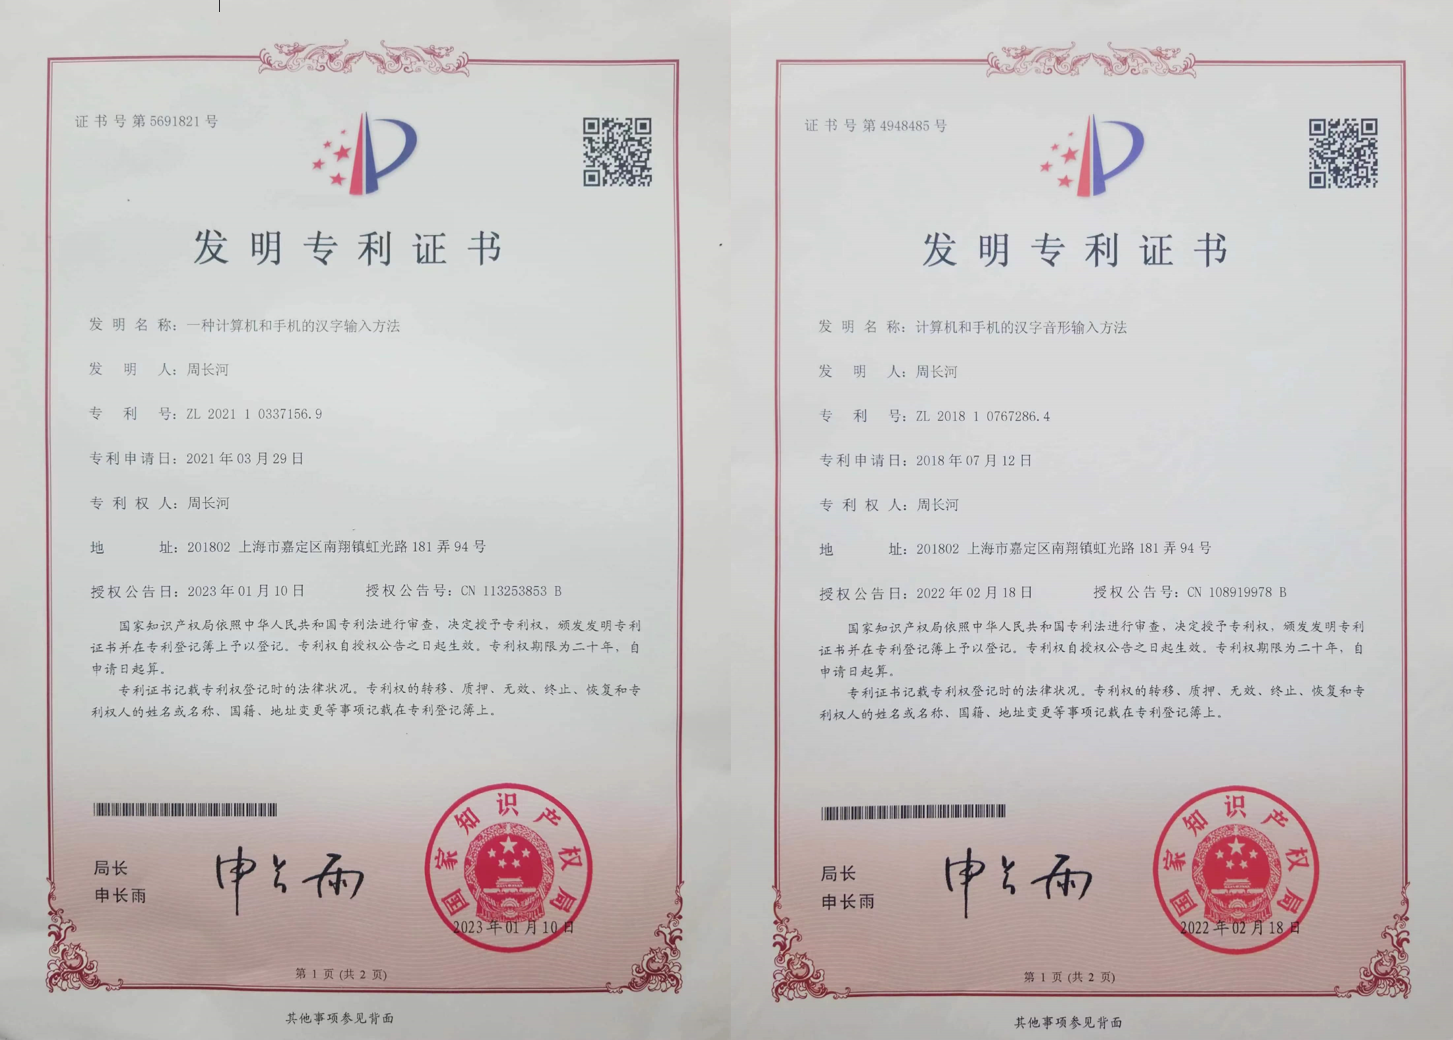 证书号第5691821号
发明专利证书
发明名称：一种计算机和手机的汉字输入方法
发明人：周长河
专利号：ZL 2021 1 0337156.9
专利申请日：2021年03月29日
专利权人：周长河
地址：201802 上海市嘉定区南翔镇虹光路181弄94号
授权公告日：2023年01月10日 授权公告号：CN 113253853 B
国家知识产权局依照中华人民共和国专利法进行审查，决定授予专利权，颁发发明专利
证书并在专利登记簿上予以登记。专利权自授权公告之日起生效。专利权期限为二十年，自
申请日起算。
专利证书记载专利权登记时的法律状况。专利权的转移、质押、无效、终止、恢复和专
利权人的姓名或名称、国籍、地址变更等事项记载在专利登记簿上。
局长
申长雨
申长雨
国家知识产权局
2023年01月10日
第 1 页 (共 2 页)
其他事项参见背面
证书号第4948485号
发明专利证书
发明名称：计算机和手机的汉字音形输入方法
发明人：周长河
专利号：ZL 2018 1 0767286.4
专利申请日：2018年07月12日
专利权人：周长河
地址：201802 上海市嘉定区南翔镇虹光路181弄94号
授权公告日：2022年02月18日 授权公告号：CN 108919978 B
国家知识产权局依照中华人民共和国专利法进行审查，决定授予专利权，颁发发明专利
证书并在专利登记簿上予以登记。专利权自授权公告之日起生效。专利权期限为二十年，自
申请日起算。
专利证书记载专利权登记时的法律状况。专利权的转移、质押、无效、终止、恢复和专
利权人的姓名或名称、国籍、地址变更等事项记载在专利登记簿上。
局长
申长雨
申长雨
国家知识产权局
2022年02月18日
第 1 页 (共 2 页)
其他事项参见背面